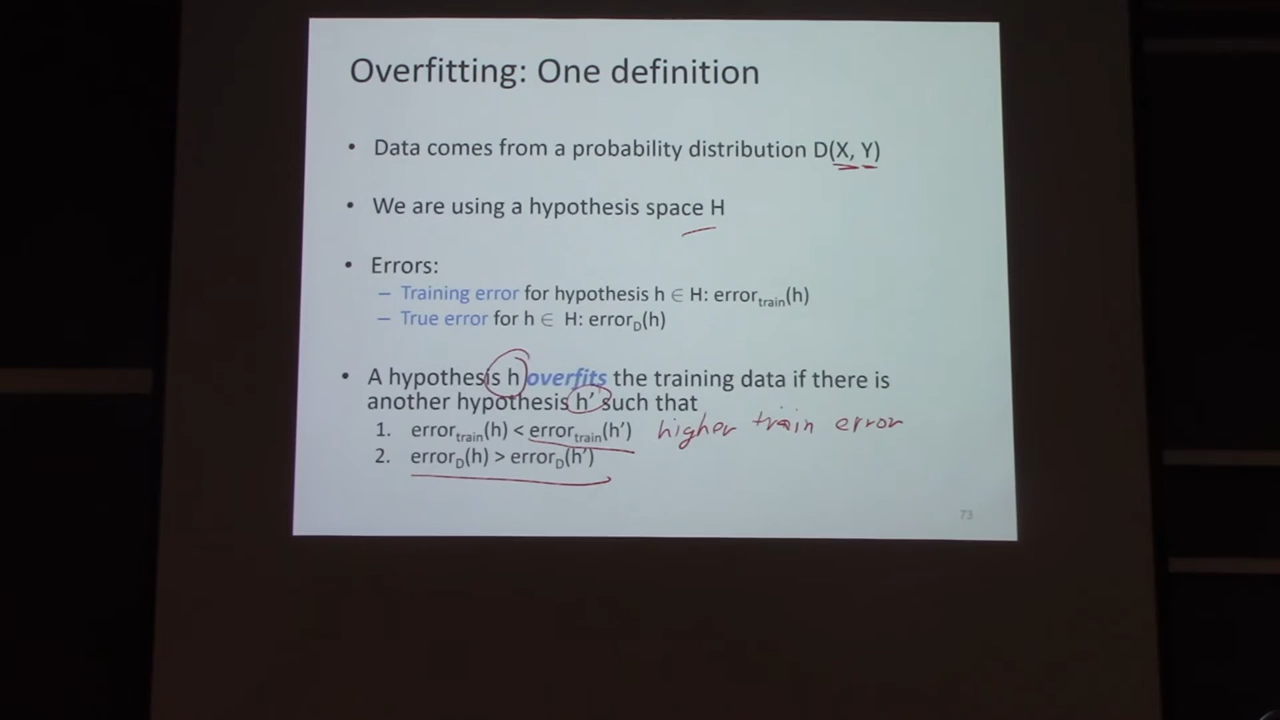 Overfitting: One definition
• Data comes from a probability distribution D(X, Y)
• We are using a hypothesis space H
• Errors:
– Training error for hypothesis h ∈ H: error_train(h)
– True error for h ∈ H: error_D(h)
• A hypothesis h overfits the training data if there is
another hypothesis h′ such that
1. error_train(h) < error_train(h′) higher train error
2. error_D(h) > error_D(h′)
73